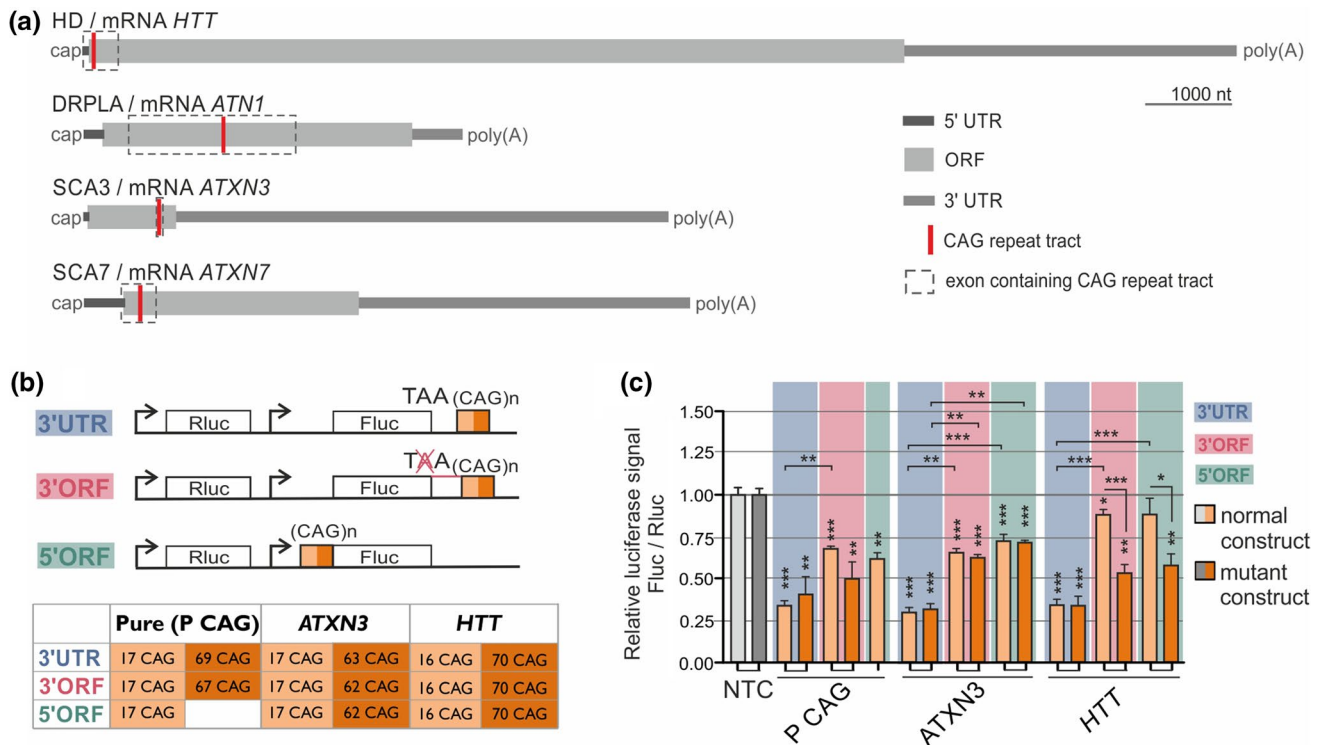 (a) HD / mRNA HTT
cap poly(A)
1000 nt
DRPLA / mRNA ATN1
cap poly(A)
SCA3 / mRNA ATXN3
cap poly(A)
SCA7 / mRNA ATXN7
cap poly(A)
5' UTR
ORF
3' UTR
CAG repeat tract
exon containing CAG repeat tract
(b)
TAA (CAG)n
3'UTR Rluc Fluc
TAA (CAG)n
3'ORF Rluc Fluc
(CAG)n
5'ORF Rluc Fluc
Pure (P CAG) ATXN3 HTT
3'UTR 17 CAG 69 CAG 17 CAG 63 CAG 16 CAG 70 CAG
3'ORF 17 CAG 67 CAG 17 CAG 62 CAG 16 CAG 70 CAG
5'ORF 17 CAG 17 CAG 62 CAG 16 CAG 70 CAG
(c)
Relative luciferase signal
Fluc / Rluc
1.50
1.25
1.00
0.75
0.50
0.25
0.00
** 
**
***
**
**
***
***
***
*
*** ** *** ** **
*** *** *** *** *** ***
*** *** * ** **
NTC
P CAG
ATXN3
HTT
3'UTR
3'ORF
5'ORF
normal
construct
mutant
construct